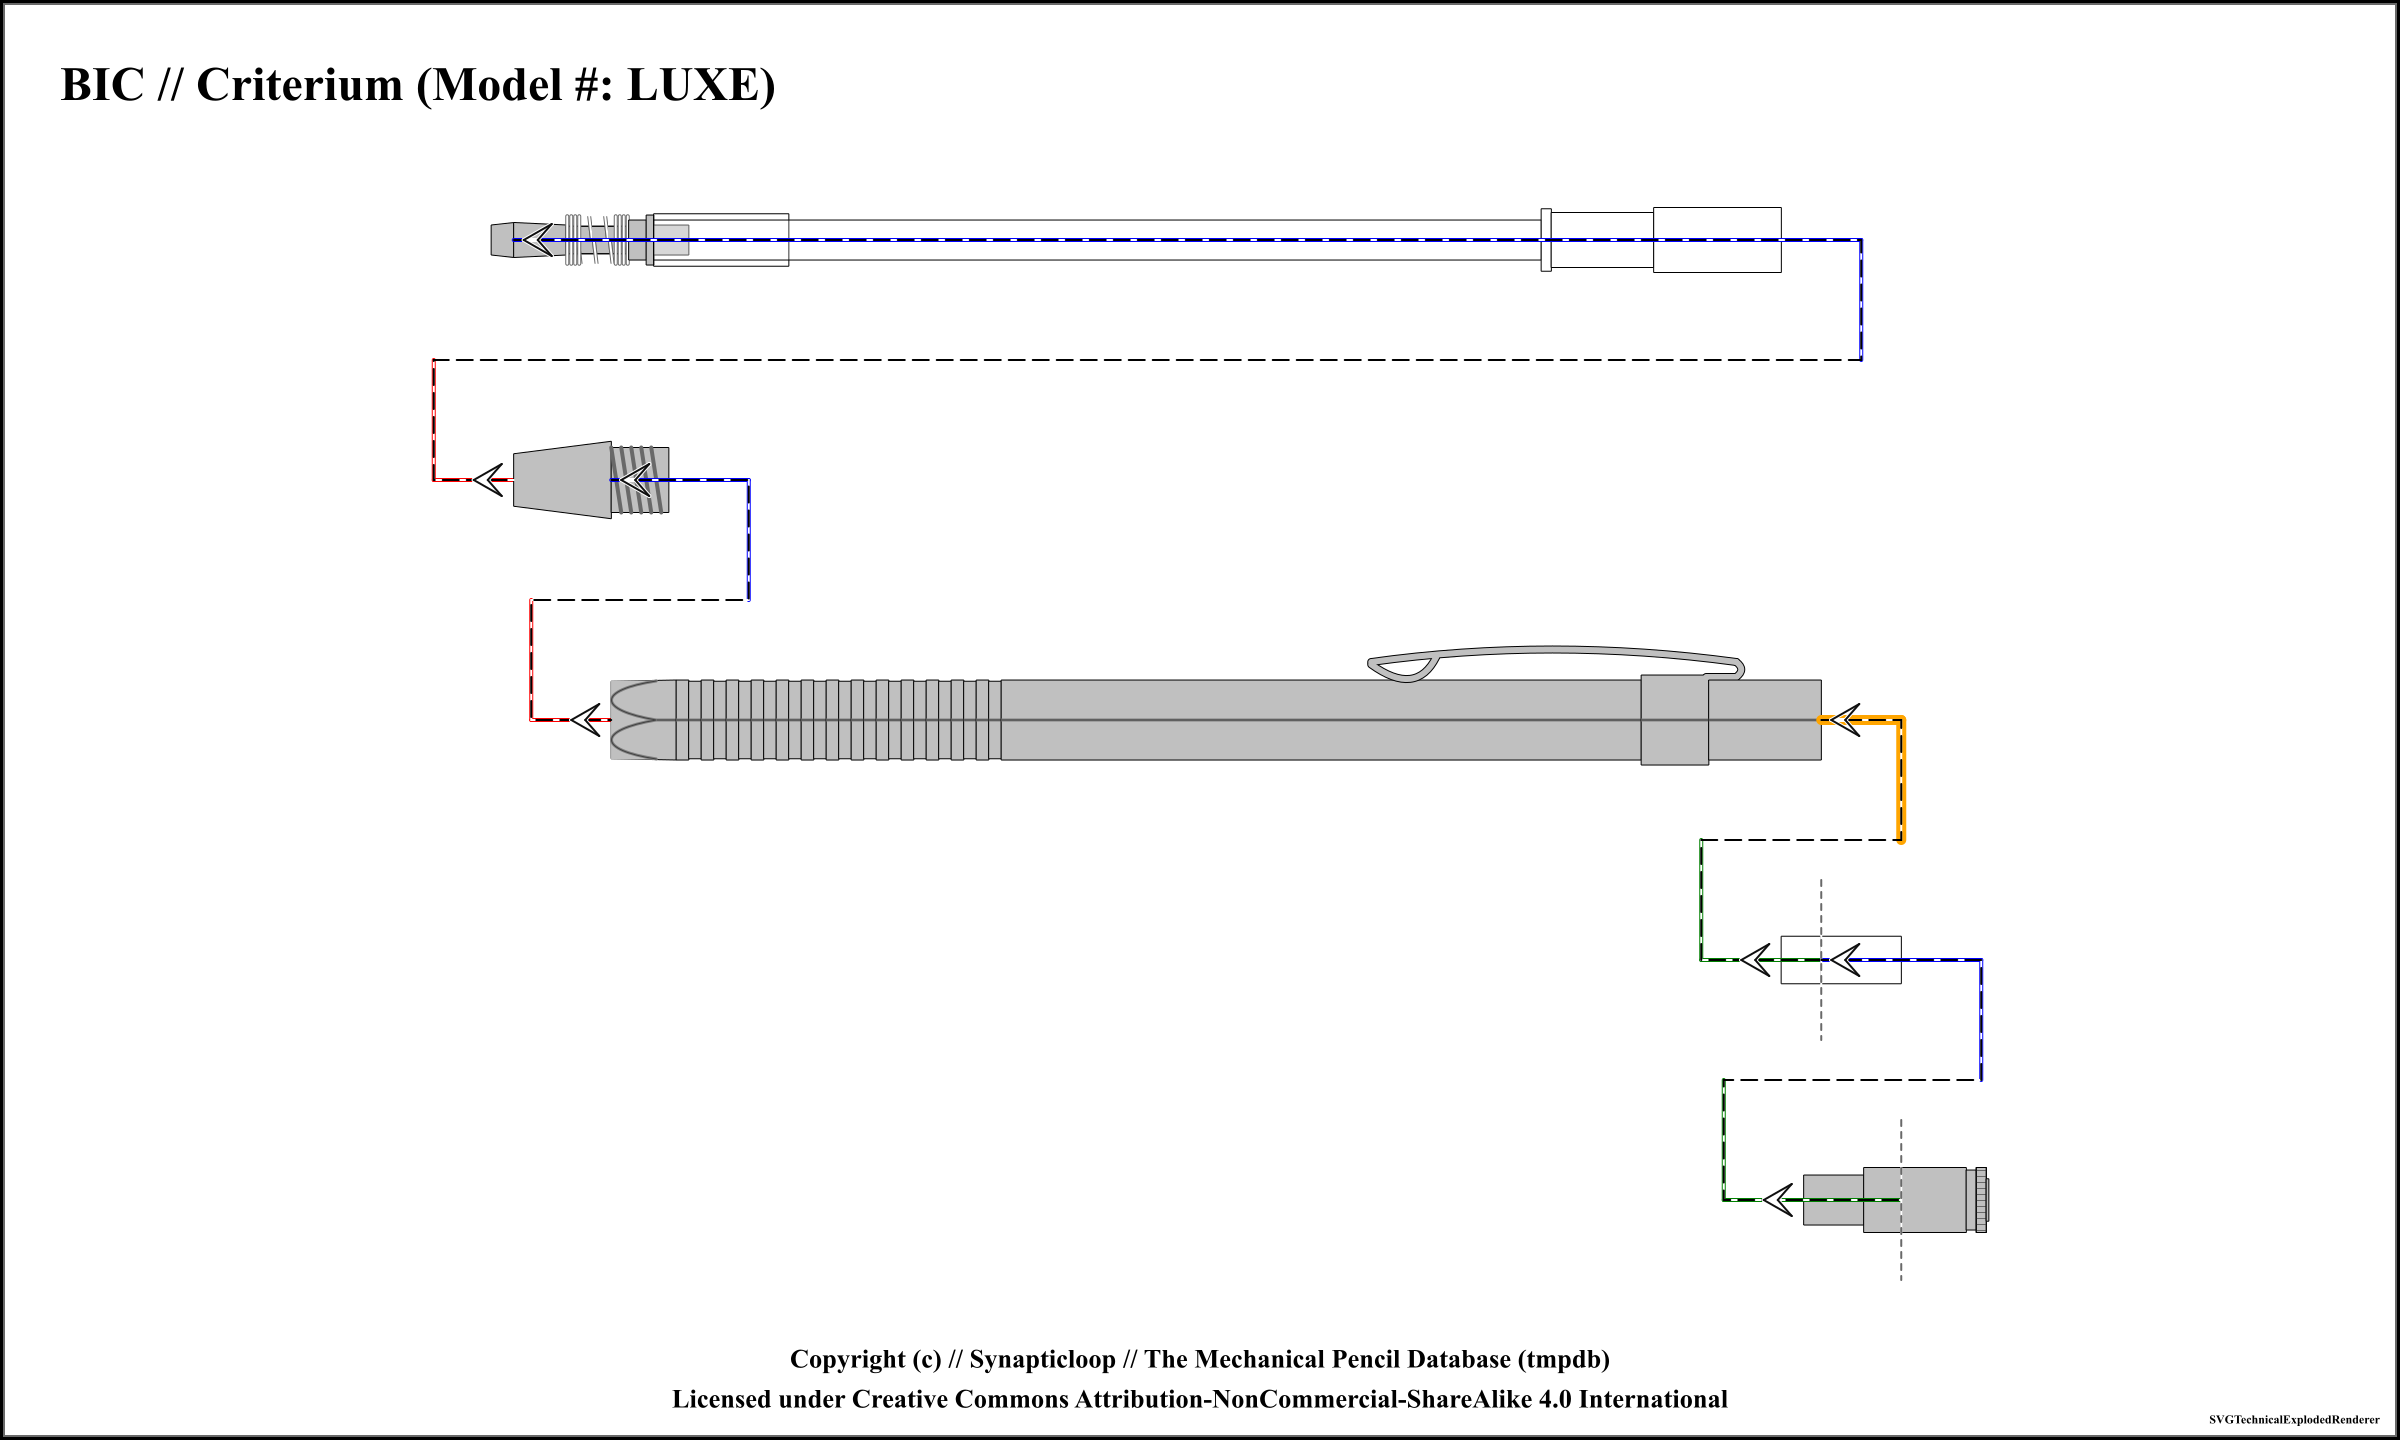 BIC // Criterium (Model #: LUXE)
Copyright (c) // Synapticloop // The Mechanical Pencil Database (tmpdb)
Licensed under Creative Commons Attribution-NonCommercial-ShareAlike 4.0 International
SVGTechnicalExplodedRenderer